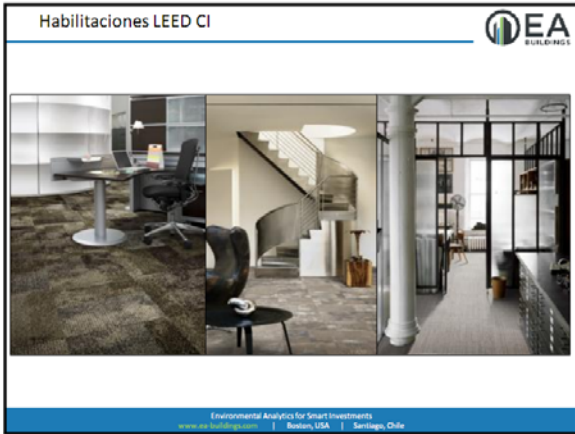 Habilitaciones LEED CI
EA
BUILDINGS
Environmental Analytics for Smart Investments
www.ea-buildings.com | Boston, USA | Santiago, Chile